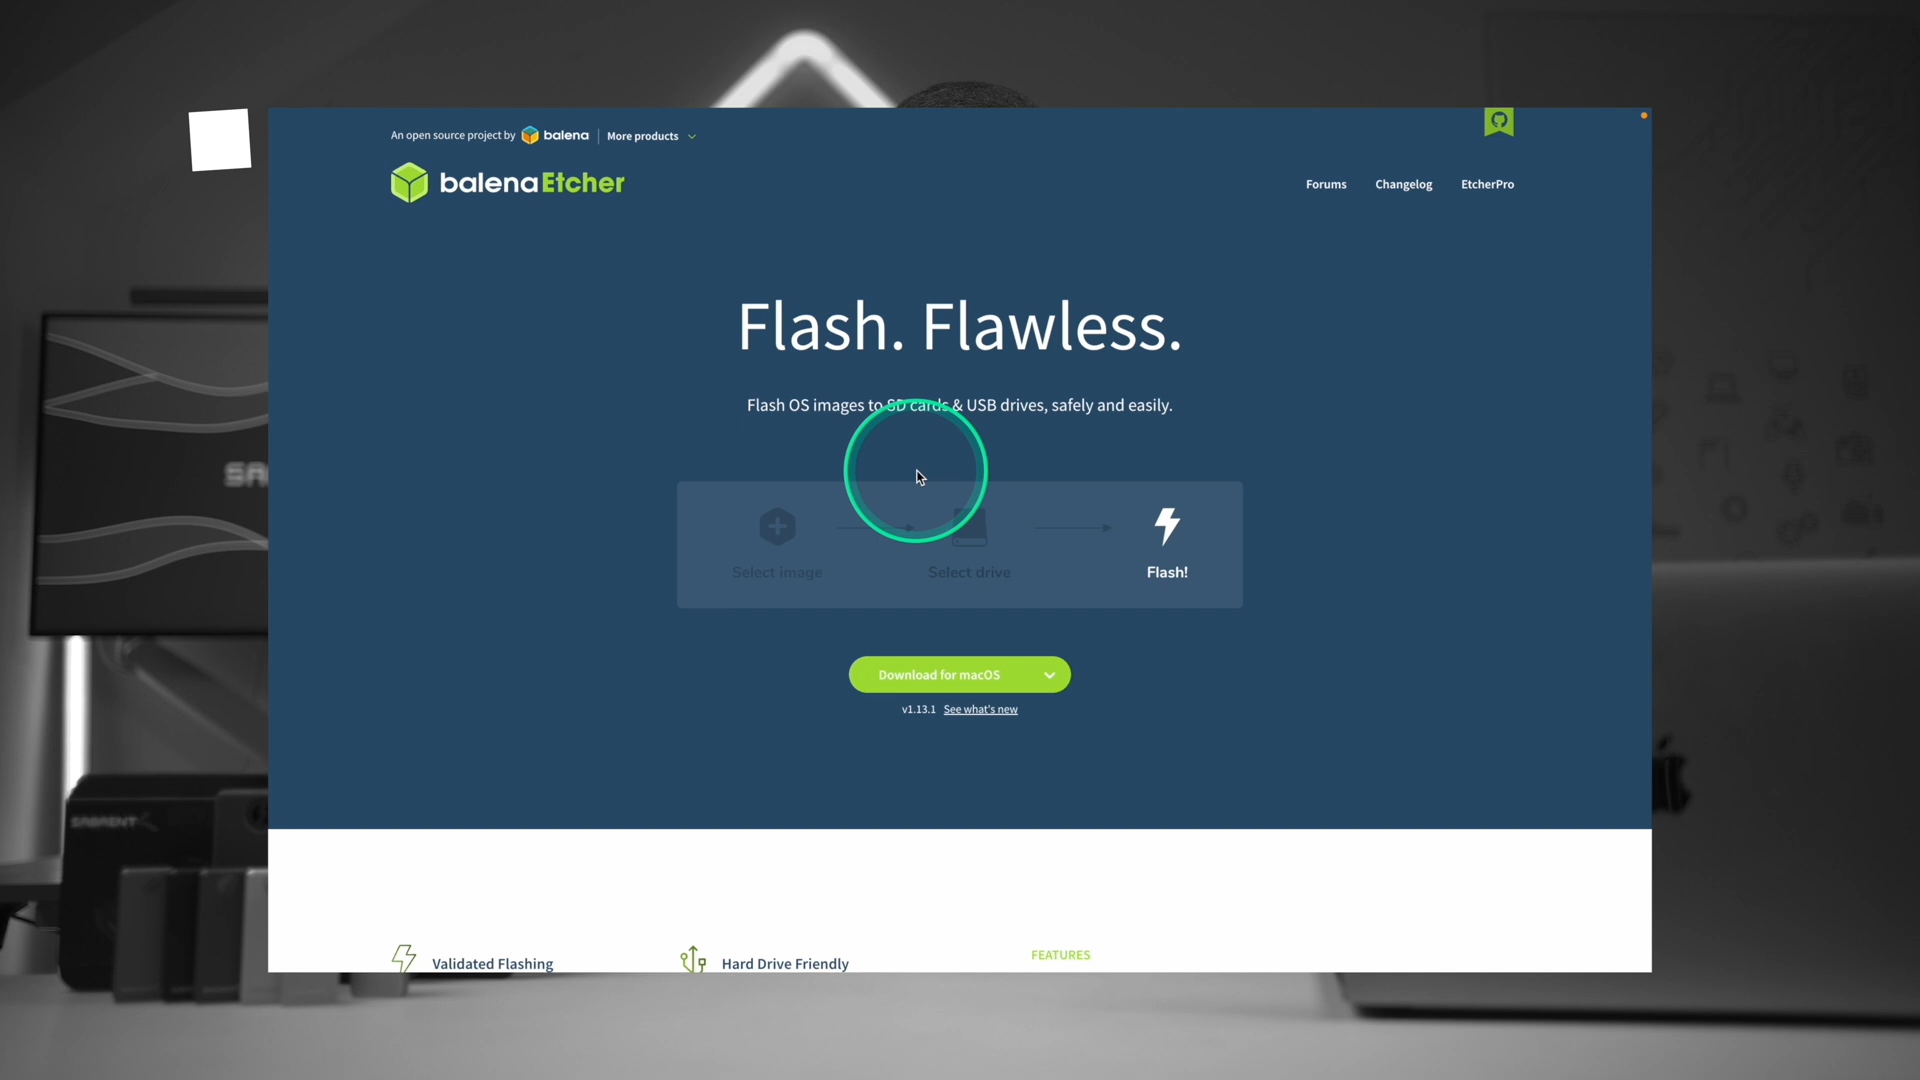 An open source project by balena | More products
balenaEtcher
Forums Changelog EtcherPro
Flash. Flawless.
Flash OS images to SD cards & USB drives, safely and easily.
Select image Select drive Flash!
Download for macOS
v1.13.1 See what's new
SABRENT
Validated Flashing Hard Drive Friendly FEATURES